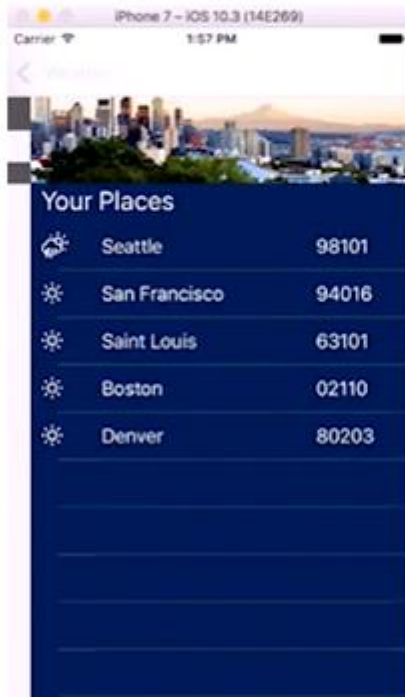 iPhone 7 – iOS 10.3 (14E269)
Carrier 1:57 PM
Your Places
Seattle 98101
San Francisco 94016
Saint Louis 63101
Boston 02110
Denver 80203